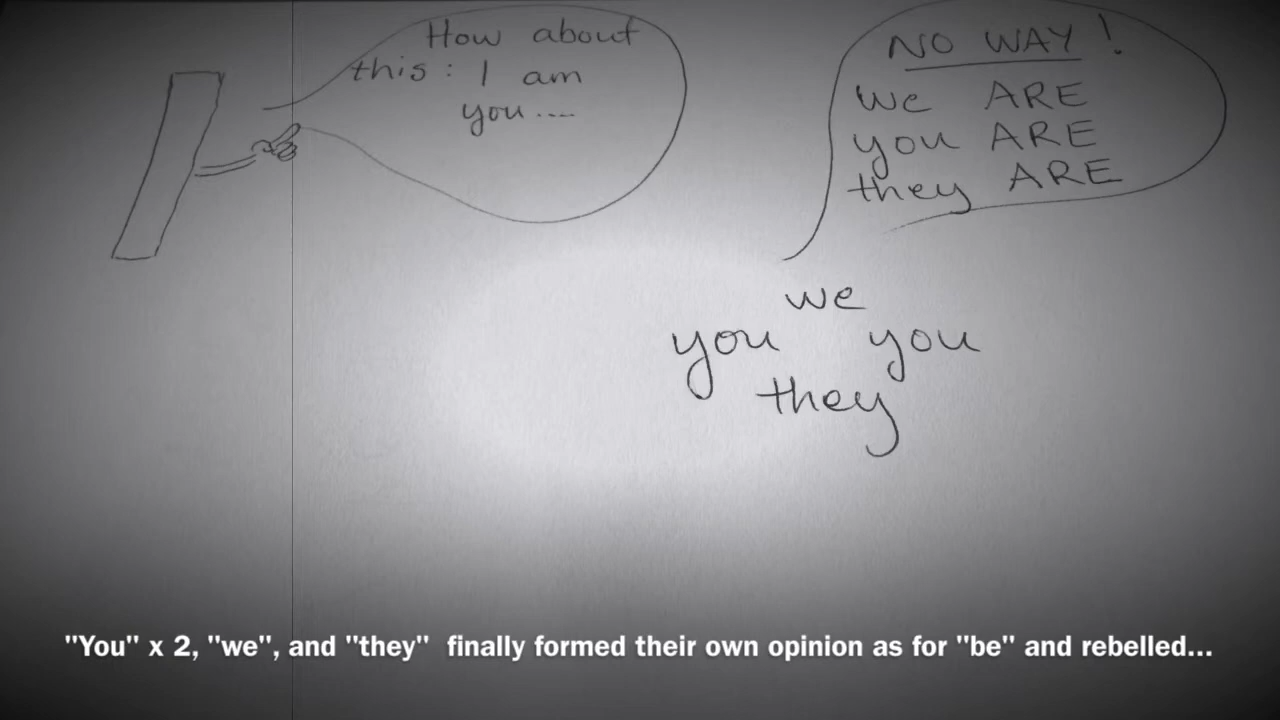 How about
this: I am
you....
NO WAY!
we ARE
you ARE
they ARE
we
you you
they
"You" x 2, "we", and "they" finally formed their own opinion as for "be" and rebelled...